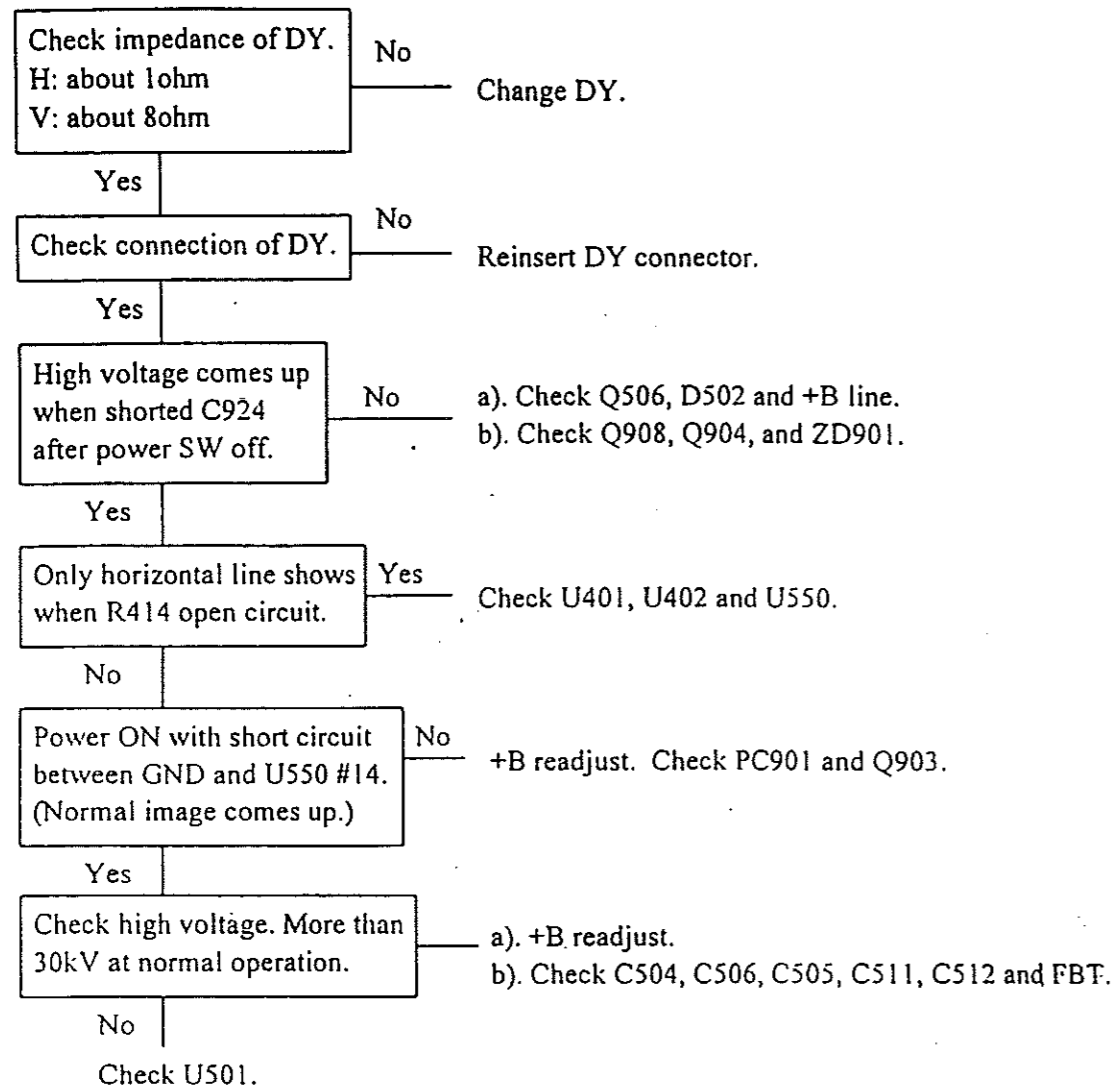 Check impedance of DY.
H: about 1ohm
V: about 8ohm
No
Change DY.
Yes
Check connection of DY.
No
Reinsert DY connector.
Yes
High voltage comes up
when shorted C924
after power SW off.
No
a). Check Q506, D502 and +B line.
b). Check Q908, Q904, and ZD901.
Yes
Only horizontal line shows
when R414 open circuit.
Yes
Check U401, U402 and U550.
No
Power ON with short circuit
between GND and U550 #14.
(Normal image comes up.)
No
+B readjust. Check PC901 and Q903.
Yes
Check high voltage. More than
30kV at normal operation.
a). +B readjust.
b). Check C504, C506, C505, C511, C512 and FBT.
No
Check U501.